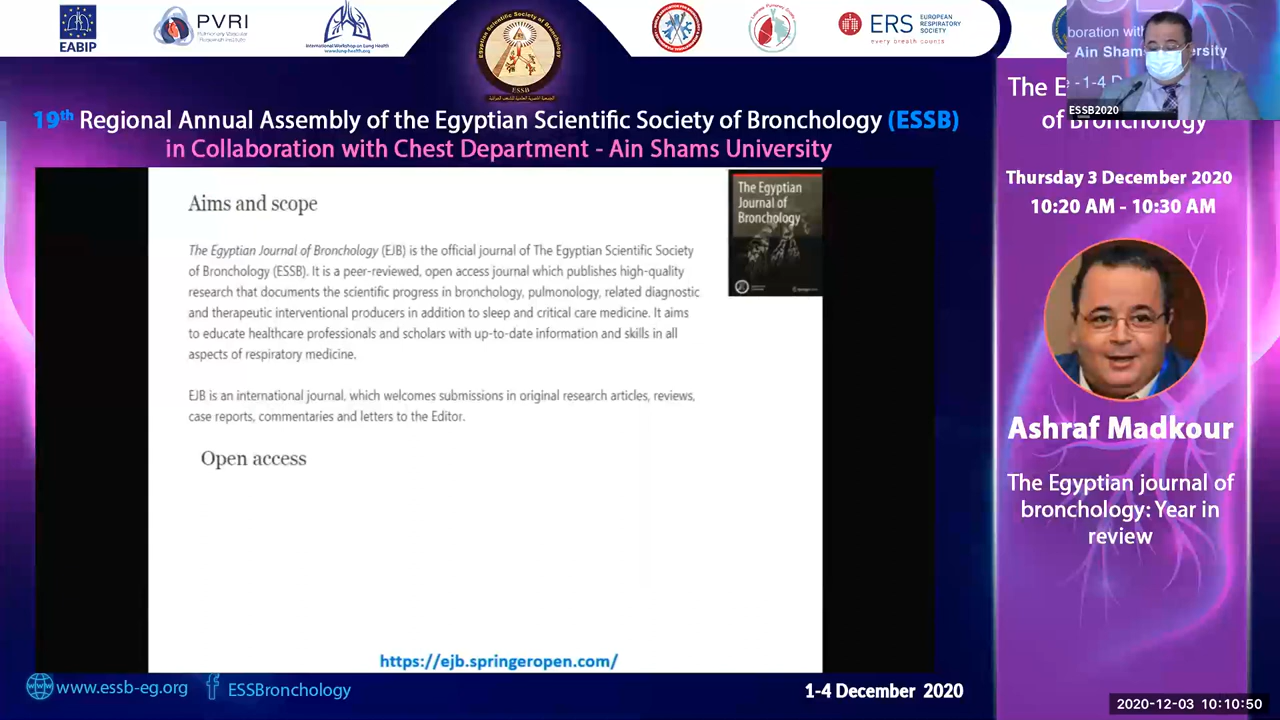 EABIP
PVRI
International Workshop on Lung Health
ESSB
ERS
EUROPEAN
RESPIRATORY
SOCIETY
every breath counts
19th Regional Annual Assembly of the Egyptian Scientific Society of Bronchology (ESSB)
in Collaboration with Chest Department - Ain Shams University
Aims and scope
The Egyptian Journal of Bronchology (EJB) is the official journal of The Egyptian Scientific Society
of Bronchology (ESSB). It is a peer-reviewed, open access journal which publishes high-quality
research that documents the scientific progress in bronchology, pulmonology, related diagnostic
and therapeutic interventional producers in addition to sleep and critical care medicine. It aims
to educate healthcare professionals and scholars with up-to-date information and skills in all
aspects of respiratory medicine.
EJB is an international journal, which welcomes submissions in original research articles, reviews,
case reports, commentaries and letters to the Editor.
Open access
The Egyptian
Journal of
Bronchology
https://ejb.springeropen.com/
www.essb-eg.org
ESSBronchology
1-4 December 2020
ESSB2020
The E
of Bronchology
Thursday 3 December 2020
10:20 AM - 10:30 AM
Ashraf Madkour
The Egyptian journal of
bronchology: Year in
review
2020-12-03 10:10:50